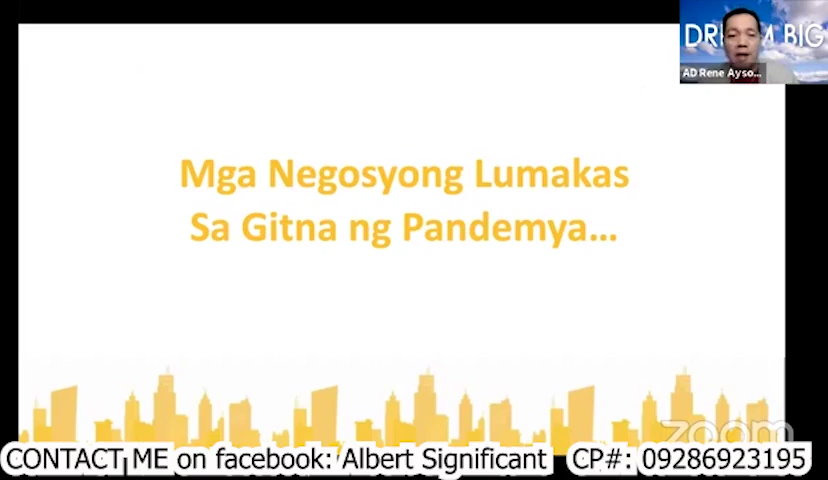 DREAM BIG
AD Rene Ayso...
Mga Negosyong Lumakas
Sa Gitna ng Pandemya...
zoom
CONTACT ME on facebook: Albert Significant CP#: 09286923195